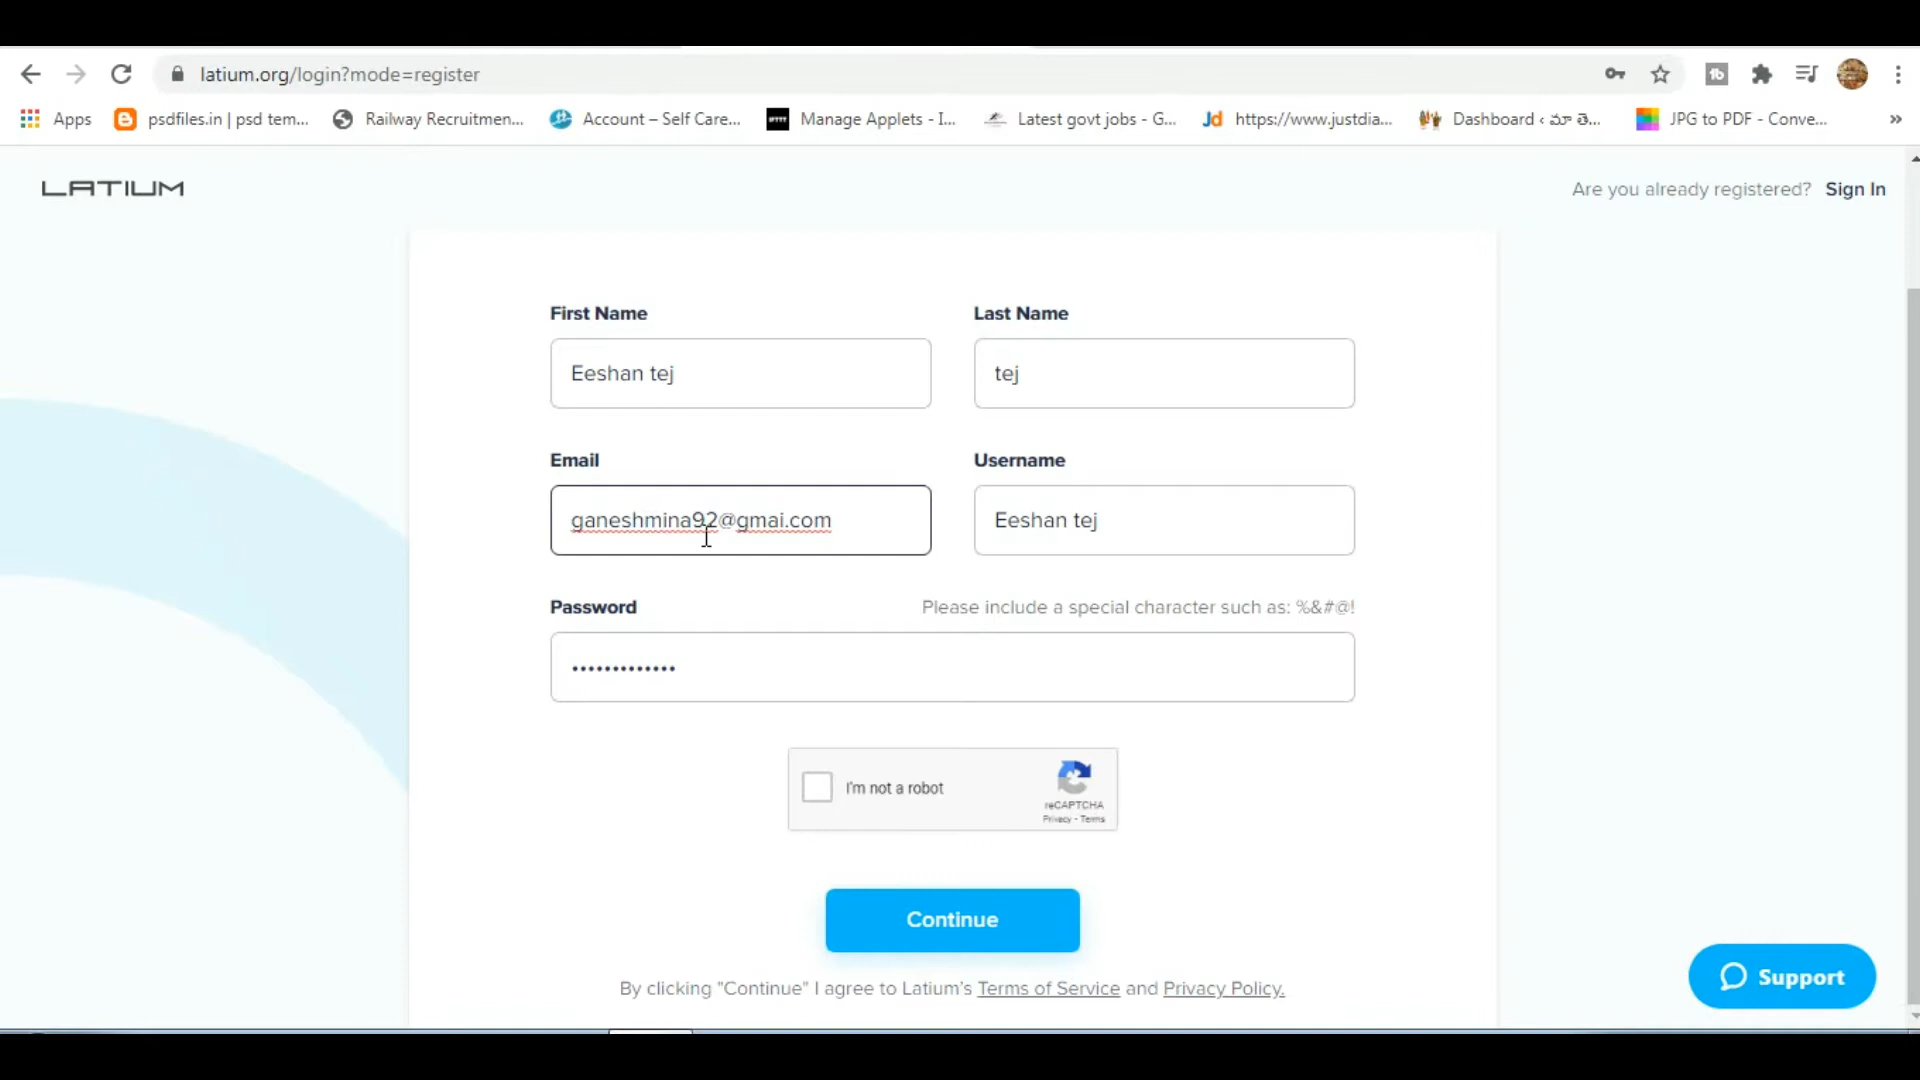 latium.org/login?mode=register
Apps psdfiles.in | psd tem... Railway Recruitmen... Account – Self Care... Manage Applets - I... Latest govt jobs - G... Jd https://www.justdia... Dashboard ‹ మా తె... JPG to PDF - Conve... »
LATIUM
Are you already registered? Sign In
First Name Last Name
Eeshan tej tej
Email Username
ganeshmina92@gmai.com Eeshan tej
Password Please include a special character such as: %&#@!
•••••••••••••
I'm not a robot
reCAPTCHA
Privacy - Terms
Continue
Support
By clicking "Continue" I agree to Latium's Terms of Service and Privacy Policy.